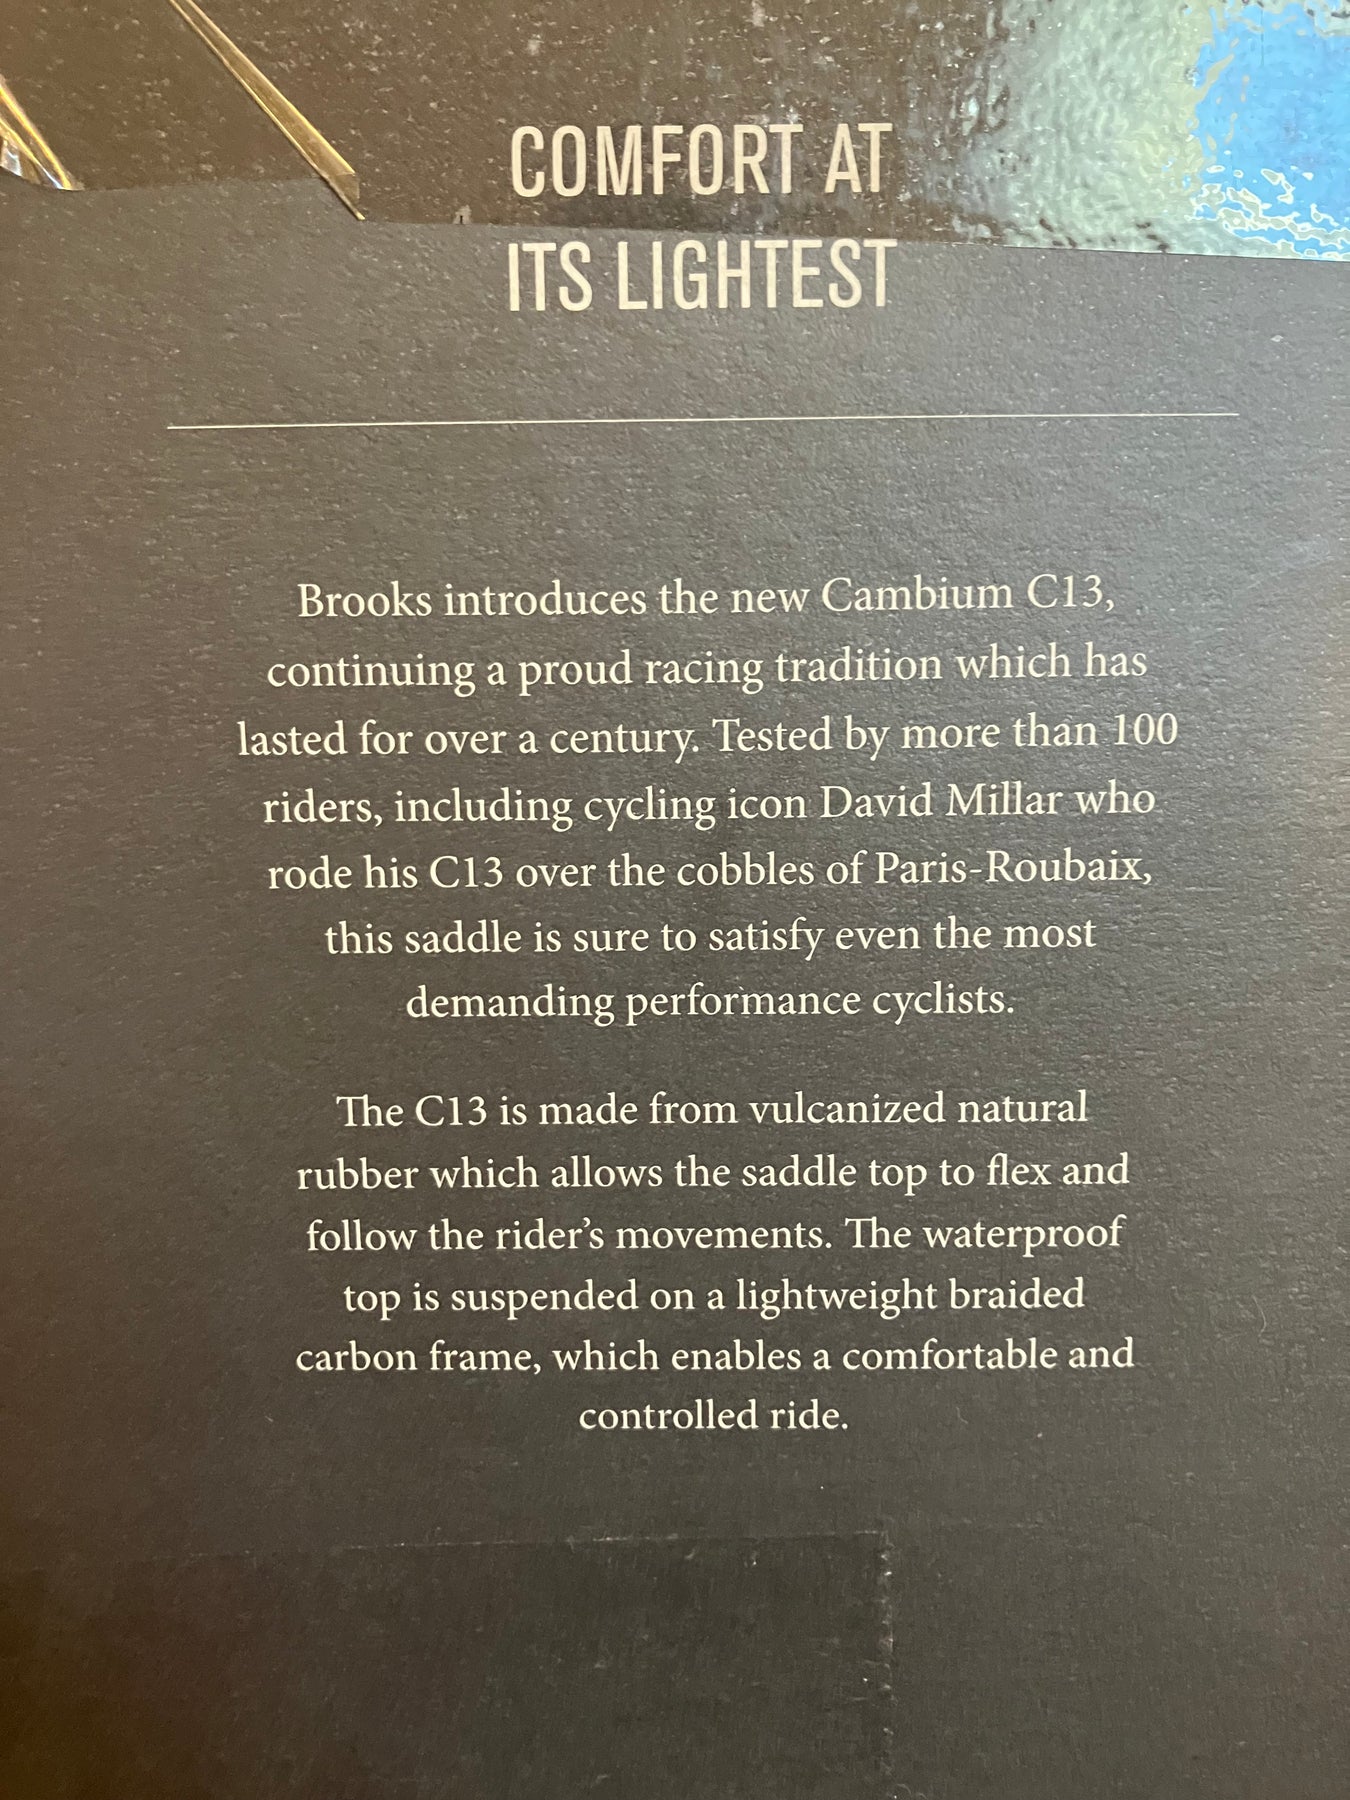 COMFORT AT
ITS LIGHTEST
Brooks introduces the new Cambium C13,
continuing a proud racing tradition which has
lasted for over a century. Tested by more than 100
riders, including cycling icon David Millar who
rode his C13 over the cobbles of Paris-Roubaix,
this saddle is sure to satisfy even the most
demanding performance cyclists.
The C13 is made from vulcanized natural
rubber which allows the saddle top to flex and
follow the rider’s movements. The waterproof
top is suspended on a lightweight braided
carbon frame, which enables a comfortable and
controlled ride.